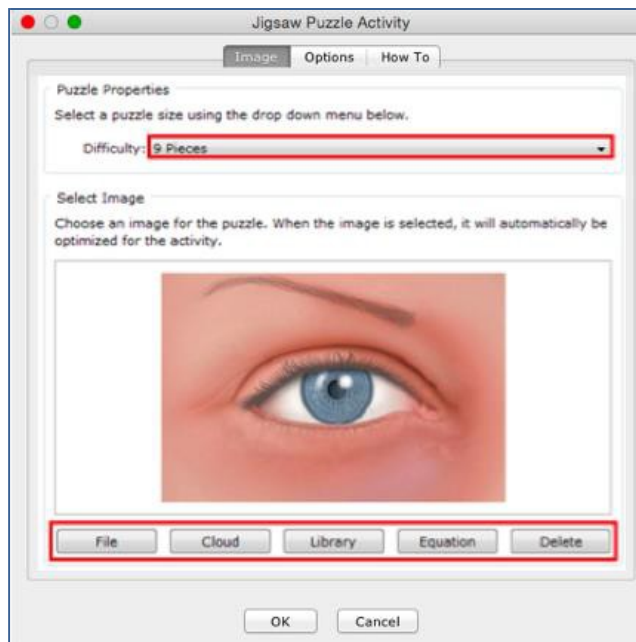 Jigsaw Puzzle Activity
Image Options How To
Puzzle Properties
Select a puzzle size using the drop down menu below.
Difficulty: 9 Pieces
Select Image
Choose an image for the puzzle. When the image is selected, it will automatically be
optimized for the activity.
File Cloud Library Equation Delete
OK Cancel